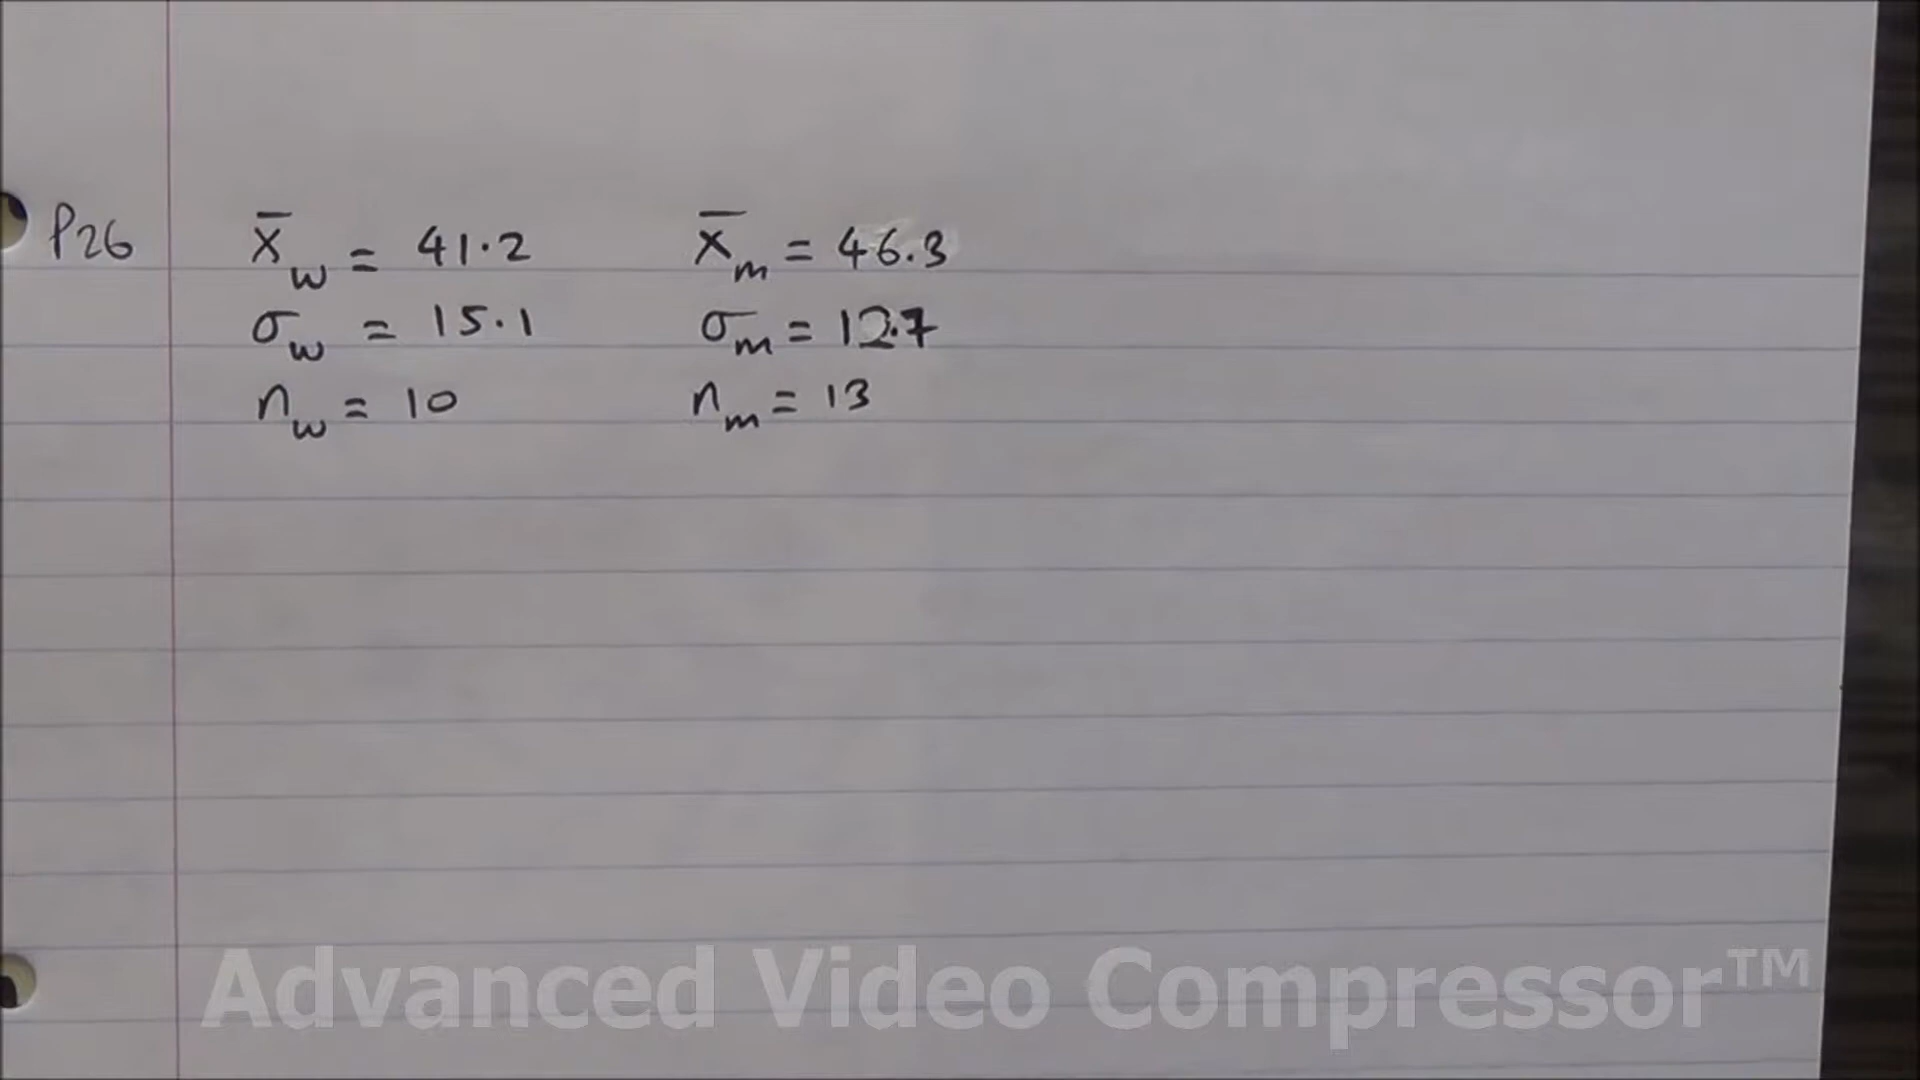 P26 x̄w = 41.2 x̄m = 46.3
σw = 15.1 σm = 12.7
nw = 10 nm = 13
Advanced Video Compressor™